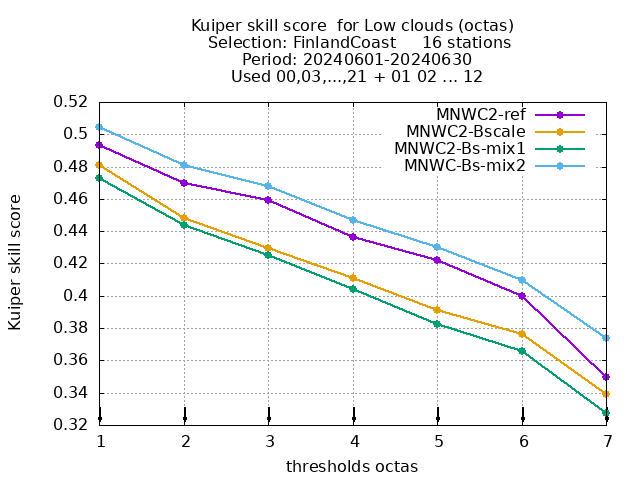 Kuiper skill score  for Low clouds (octas)
Selection: FinlandCoast     16 stations
Period: 20240601-20240630
Used 00,03,...,21 + 01 02 ... 12
MNWC2-ref
MNWC2-Bscale
MNWC2-Bs-mix1
MNWC-Bs-mix2
Kuiper skill score
0.52
0.5
0.48
0.46
0.44
0.42
0.4
0.38
0.36
0.34
0.32
1 2 3 4 5 6 7
thresholds octas